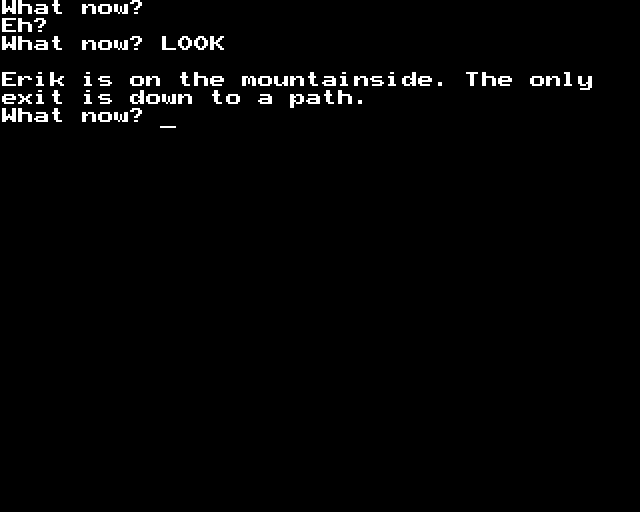 What now?
Eh?
What now? LOOK
Erik is on the mountainside. The only
exit is down to a path.
What now? _